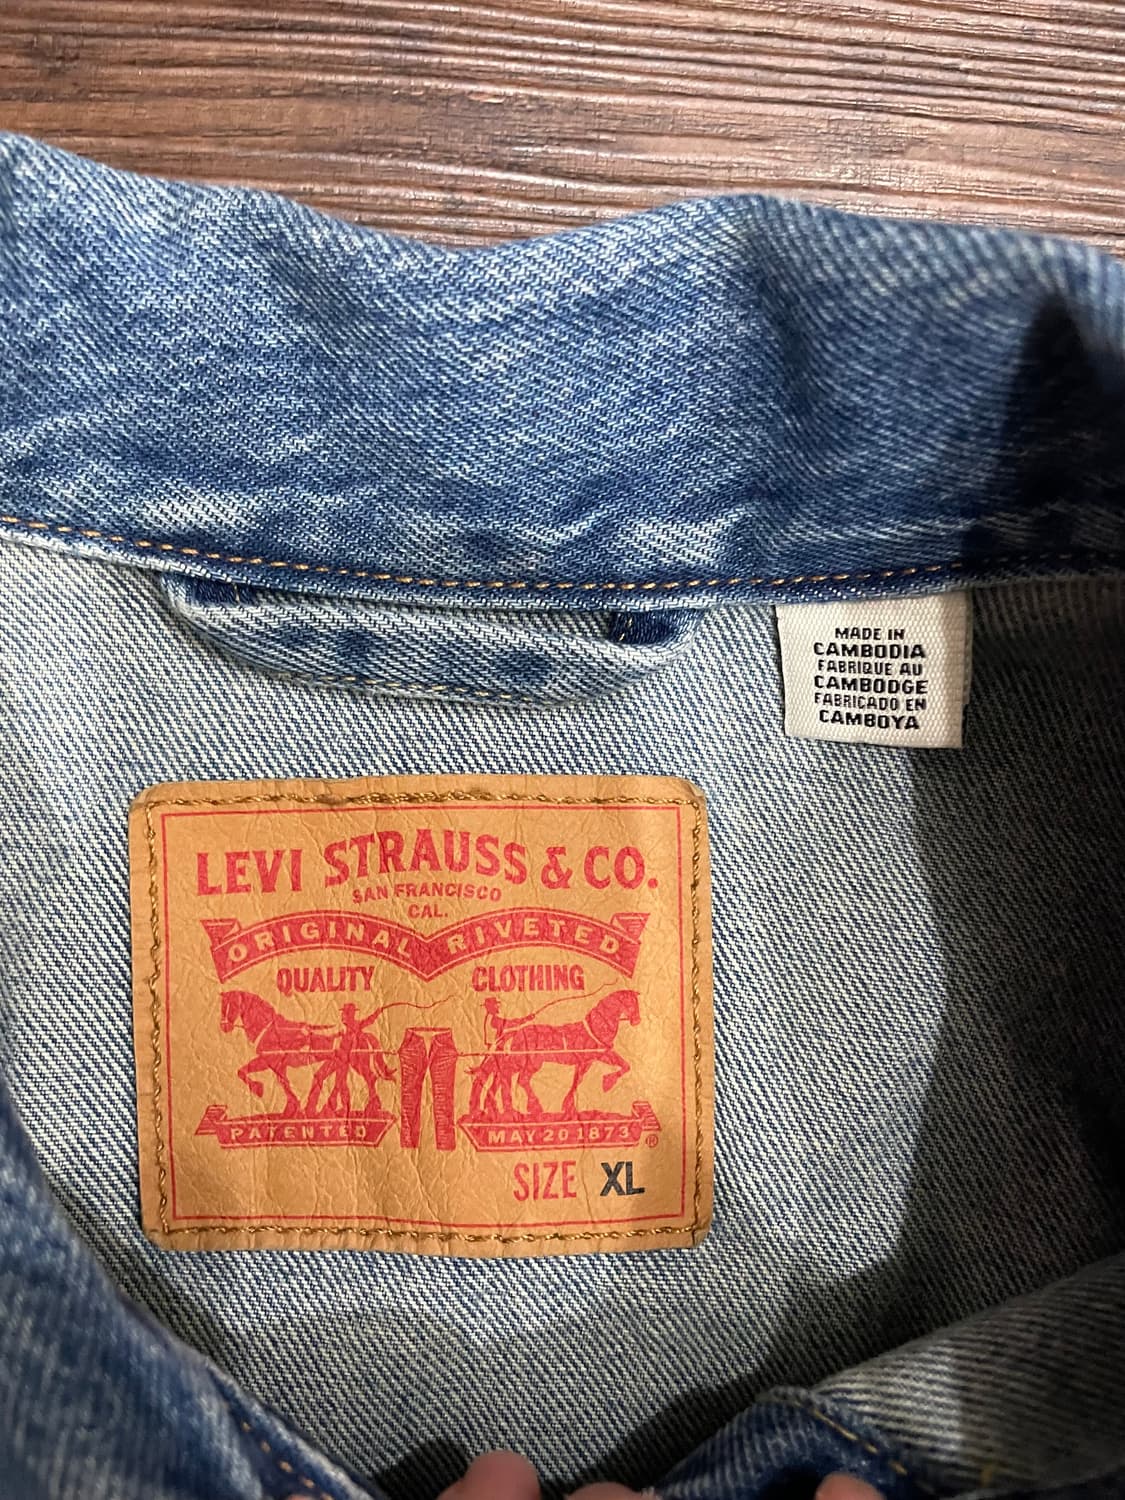 MADE IN
CAMBODIA
FABRIQUE AU
CAMBODGE
FABRICADO EN
CAMBOYA
LEVI STRAUSS & CO.
SAN FRANCISCO
CAL.
ORIGINAL RIVETED
QUALITY CLOTHING
PATENTED MAY 20 1873 ®
SIZE XL